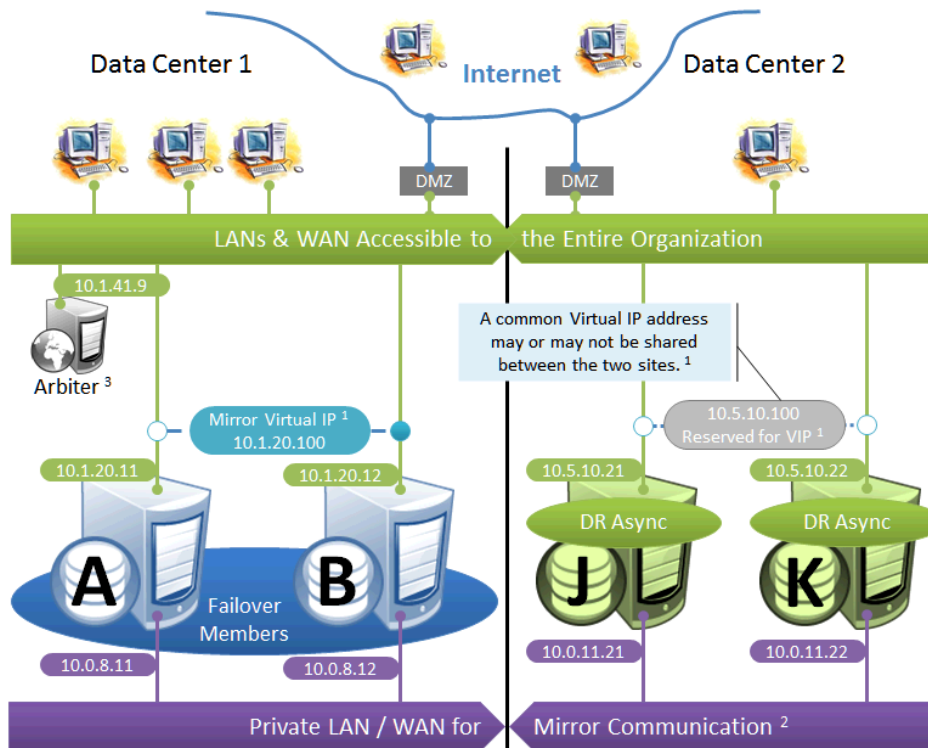 Data Center 1
Internet
Data Center 2
DMZ
DMZ
LANs & WAN Accessible to the Entire Organization
10.1.41.9
Arbiter 3
A common Virtual IP address
may or may not be shared
between the two sites. 1
Mirror Virtual IP 1
10.1.20.100
10.5.10.100
Reserved for VIP 1
10.1.20.11
10.1.20.12
10.5.10.21
10.5.10.22
DR Async
DR Async
A
B
J
K
Failover
Members
10.0.8.11
10.0.8.12
10.0.11.21
10.0.11.22
Private LAN / WAN for Mirror Communication 2